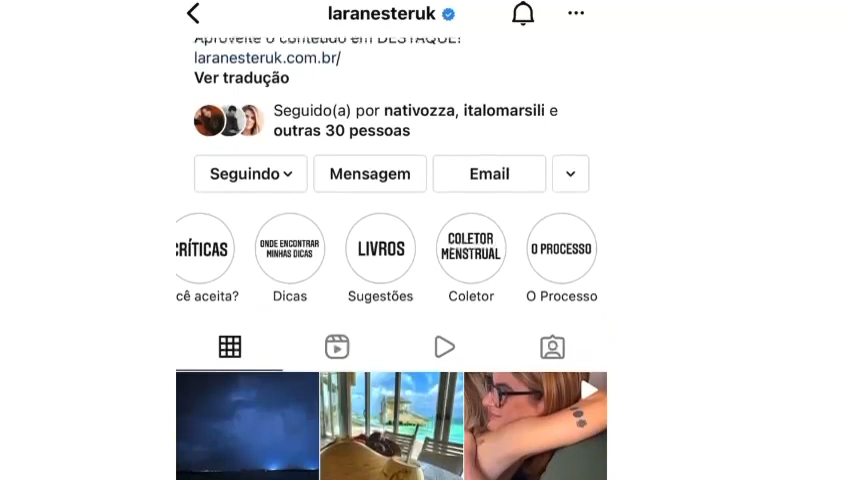 laranesteruk
Aproveite o conteúdo em DESTAQUE!
laranesteruk.com.br/
Ver tradução
Seguido(a) por nativozza, italomarsili e
outras 30 pessoas
Seguindo
Mensagem
Email
CRÍTICAS
ONDE ENCONTRAR
MINHAS DICAS
LIVROS
COLETOR
MENSTRUAL
O PROCESSO
cê aceita?
Dicas
Sugestões
Coletor
O Processo